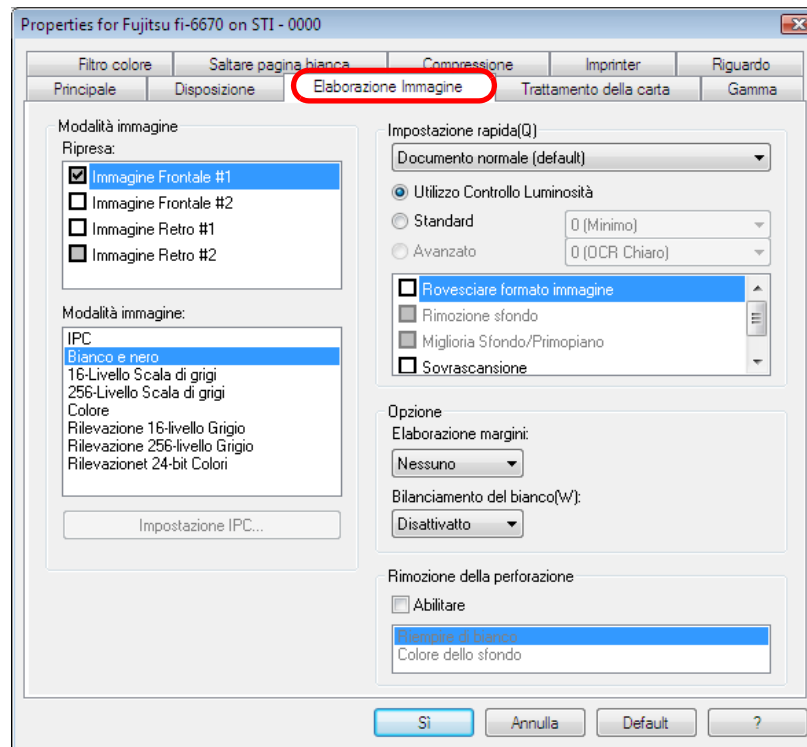 Properties for Fujitsu fi-6670 on STI - 0000
Filtro colore Saltare pagina bianca Compressione Imprinter Riguardo
Principale Disposizione Elaborazione Immagine Trattamento della carta Gamma
Modalità immagine
Ripresa:
Immagine Frontale #1
Immagine Frontale #2
Immagine Retro #1
Immagine Retro #2
Modalità immagine:
IPC
Bianco e nero
16-Livello Scala di grigi
256-Livello Scala di grigi
Colore
Rilevazione 16-livello Grigio
Rilevazione 256-livello Grigio
Rilevazionet 24-bit Colori
Impostazione IPC...
Impostazione rapida(Q)
Documento normale (default)
Utilizzo Controllo Luminosità
Standard 0 (Minimo)
Avanzato 0 (OCR Chiaro)
Rovesciare formato immagine
Rimozione sfondo
Miglioria Sfondo/Primopiano
Sovrascansione
Opzione
Elaborazione margini:
Nessuno
Bilanciamento del bianco(W):
Disattivatto
Rimozione della perforazione
Abilitare
Riempre di bianco
Colore dello sfondo
Sì Annulla Default ?